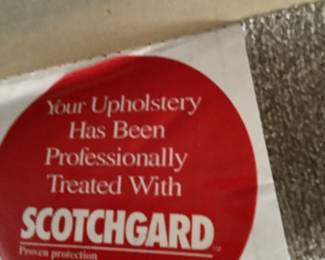 Your Upholstery
Has Been
Professionally
Treated With
SCOTCHGARD
Proven protection